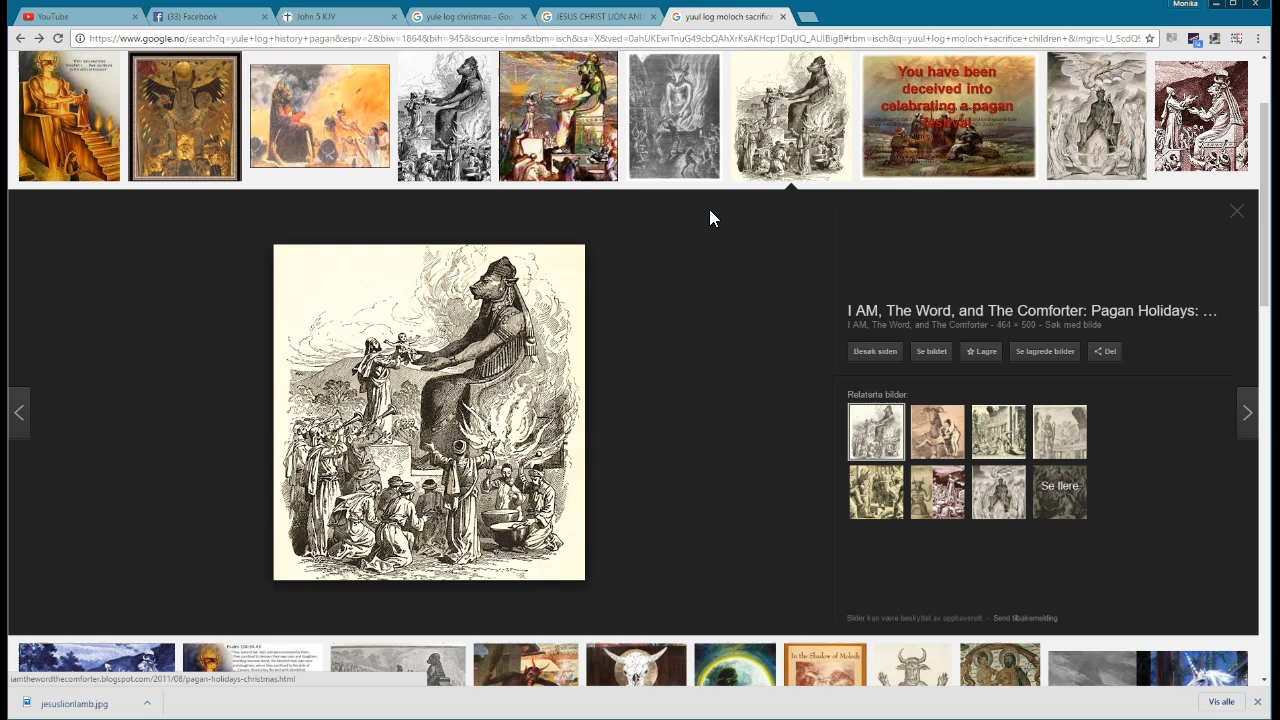 Monika
YouTube
(33) Facebook
John 5 KJV
yule log christmas - Goo
JESUS CHRIST LION AND
yuul log moloch sacrifice
https://www.google.no/search?q=yule+log+history+pagan&espv=2&biw=1864&bih=945&source=lnms&tbm=isch&sa=X&ved=0ahUKEwiTnuG49cbQAhXrKsAKHcp1DqUQ_AUIBigB#tbm=isch&q=yuul+log+moloch+sacrifice+children+&imgrc=U_ScdQ9
You have been
deceived into
celebrating a pagan
festival
I AM, The Word, and The Comforter: Pagan Holidays: ...
I AM, The Word, and The Comforter - 464 × 500 - Søk med bilde
Besøk siden
Se bildet
Lagre
Se lagrede bilder
Del
Relaterte bilder:
Se flere
Bilder kan være beskyttet av opphavsrett. - Send tilbakemelding
In the Shadow of Moloch
iamthewordthecomforter.blogspot.com/2011/08/pagan-holidays-christmas.html
jesuslionlamb.jpg
Vis alle